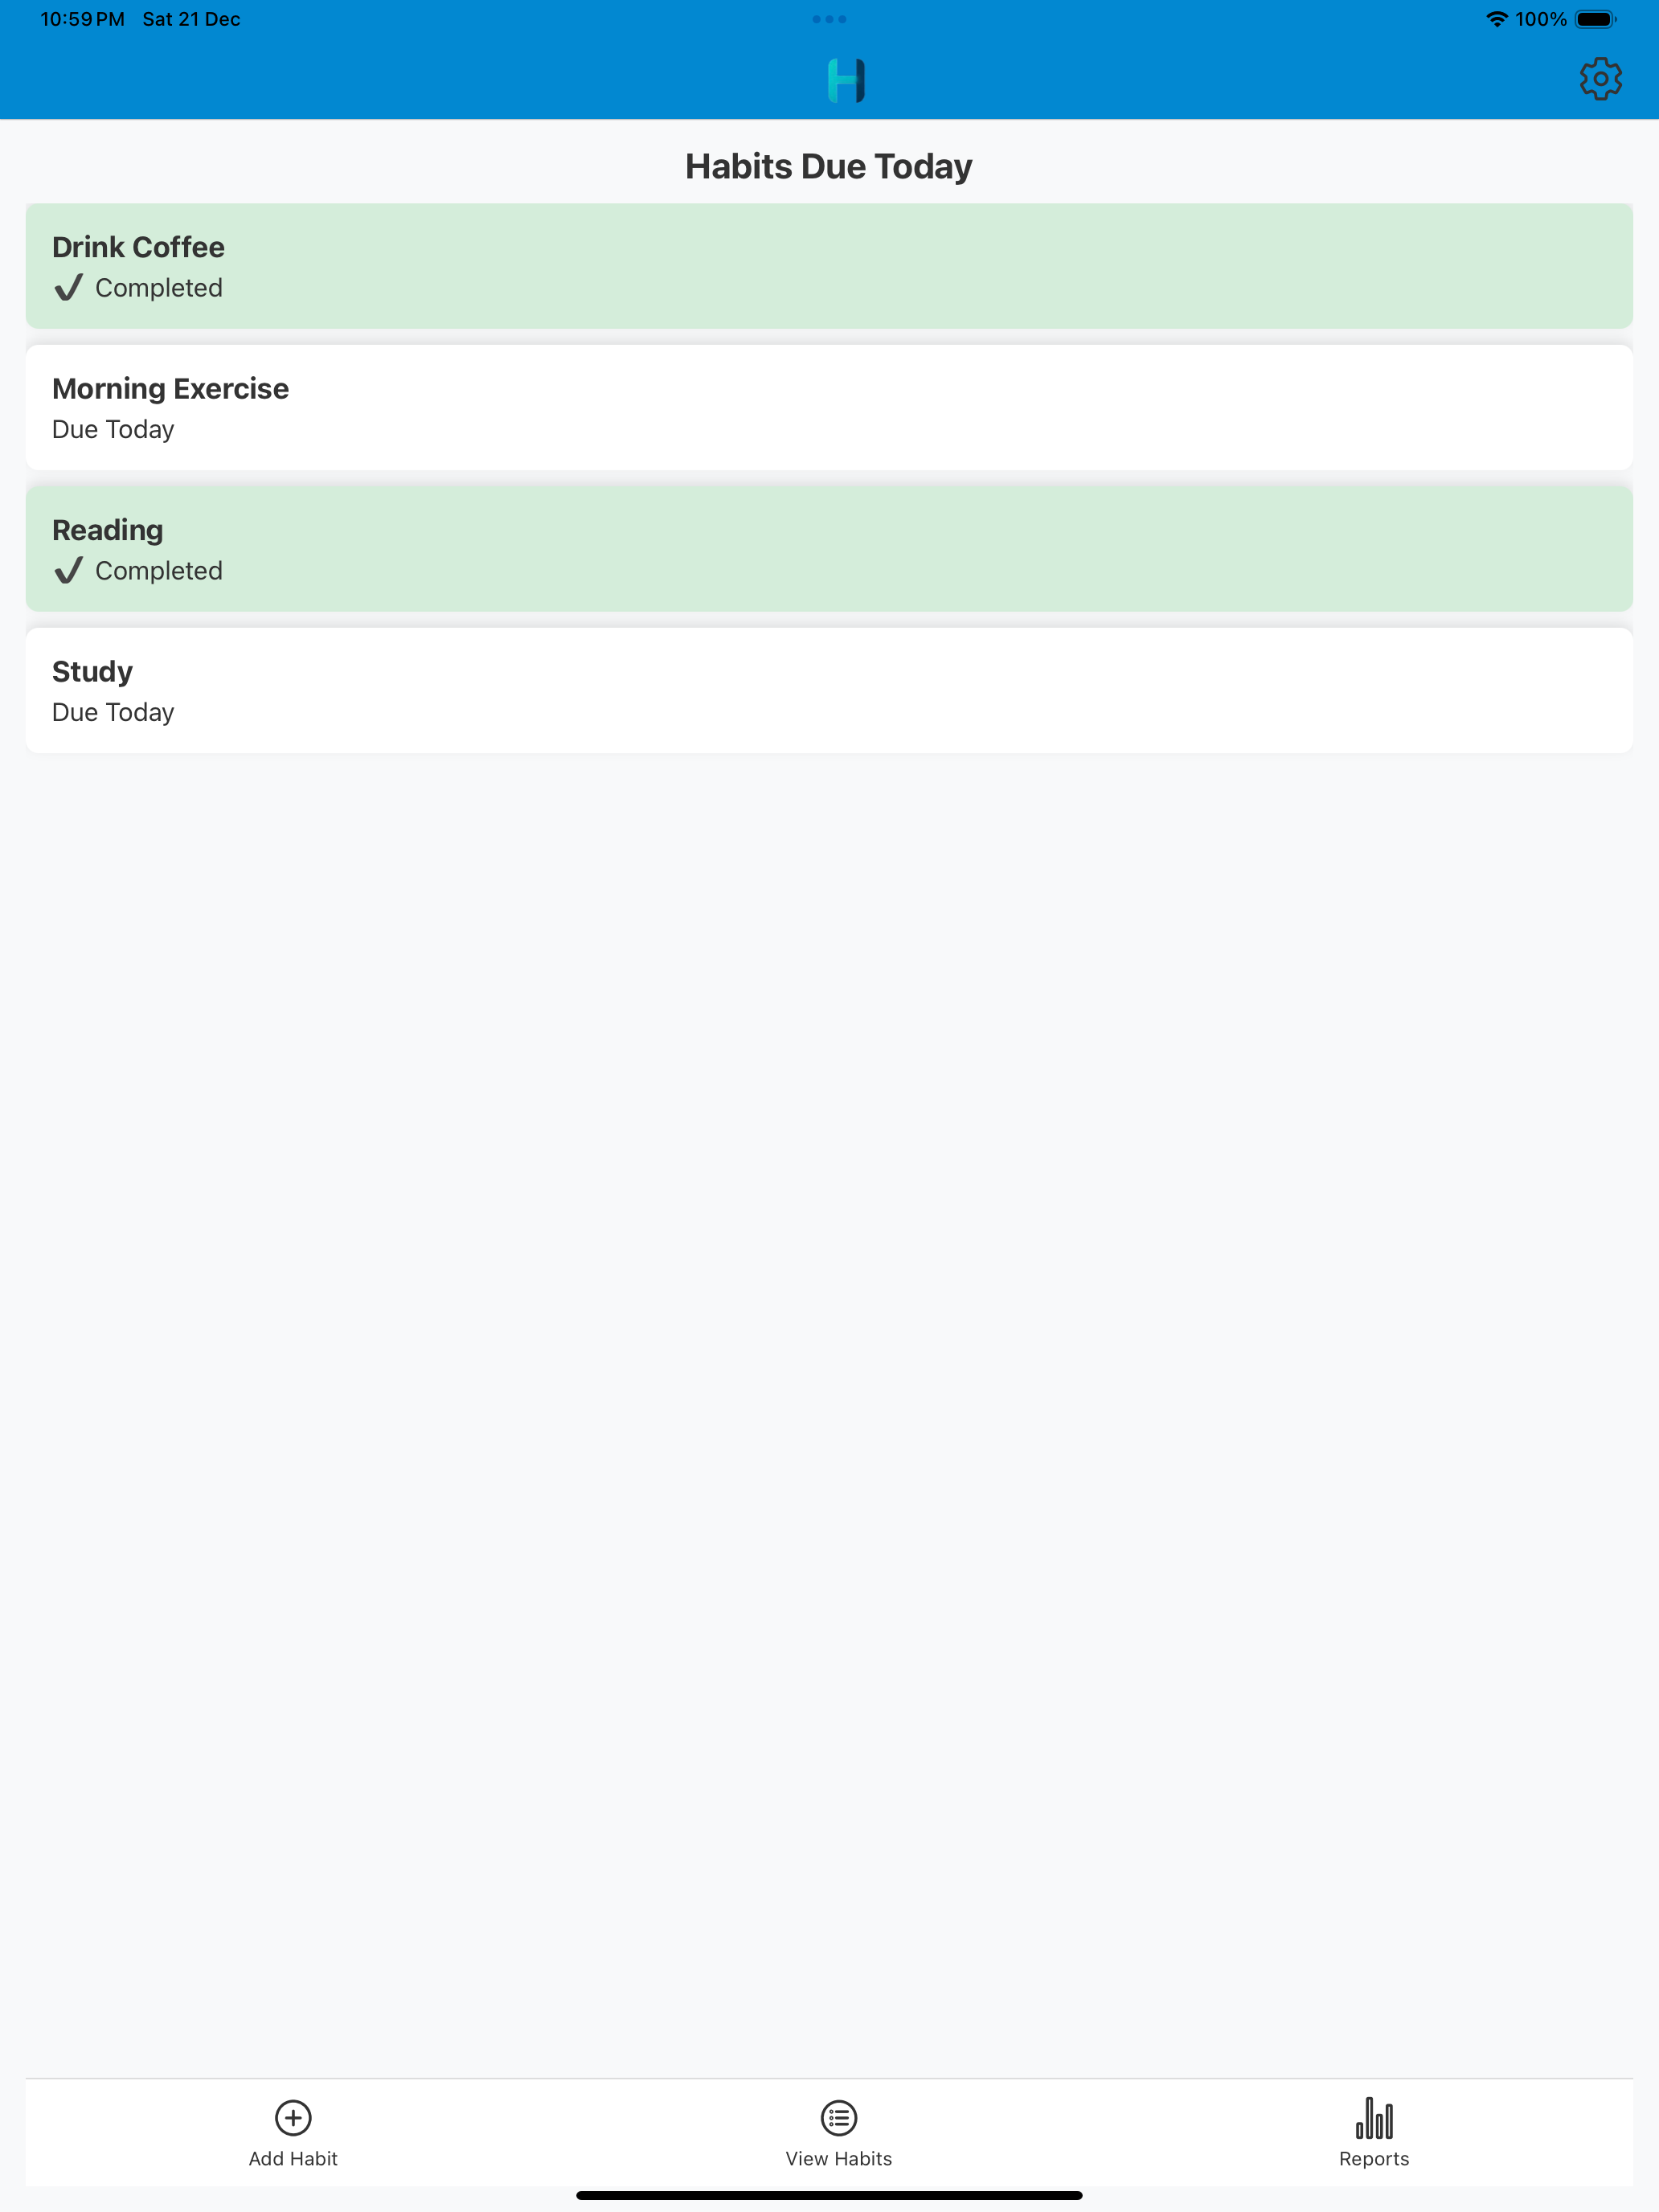 10:59 PM Sat 21 Dec 100%
H
Habits Due Today
Drink Coffee
✔ Completed
Morning Exercise
Due Today
Reading
✔ Completed
Study
Due Today
Add Habit View Habits Reports